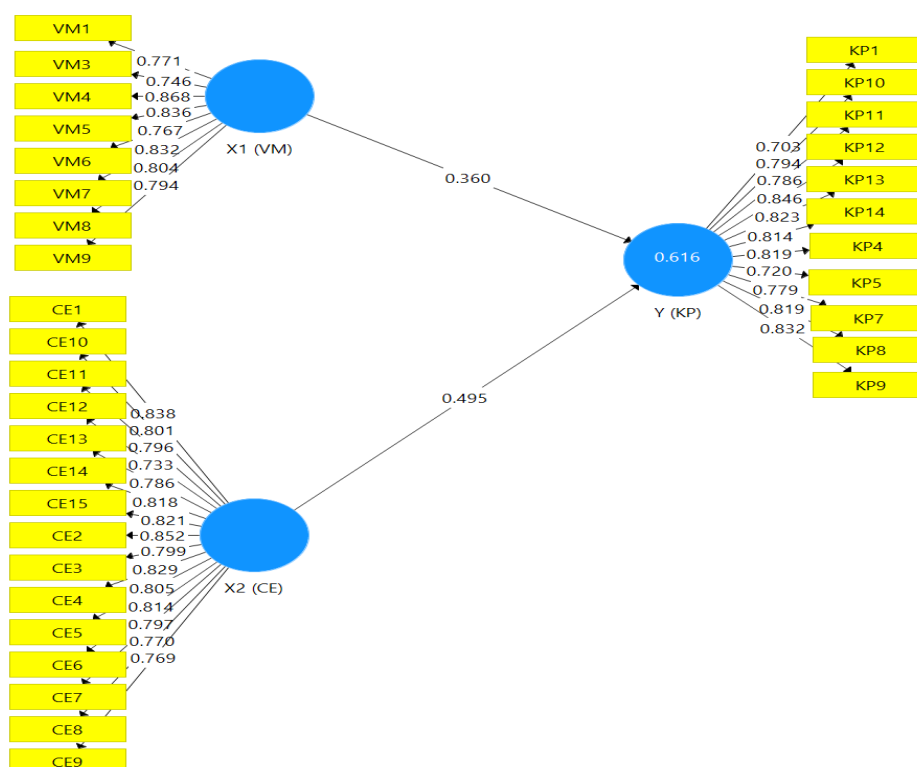 VM1
VM3
VM4
VM5
VM6
VM7
VM8
VM9
0.771
0.746
0.868
0.836
0.767
0.832
0.804
0.794
X1 (VM)
0.360
CE1
CE10
CE11
CE12
CE13
CE14
CE15
CE2
CE3
CE4
CE5
CE6
CE7
CE8
CE9
0.838
0.801
0.796
0.733
0.786
0.818
0.821
0.852
0.799
0.829
0.805
0.814
0.797
0.770
0.769
X2 (CE)
0.495
0.616
Y (KP)
0.703
0.794
0.786
0.846
0.823
0.814
0.819
0.720
0.779
0.819
0.832
KP1
KP10
KP11
KP12
KP13
KP14
KP4
KP5
KP7
KP8
KP9